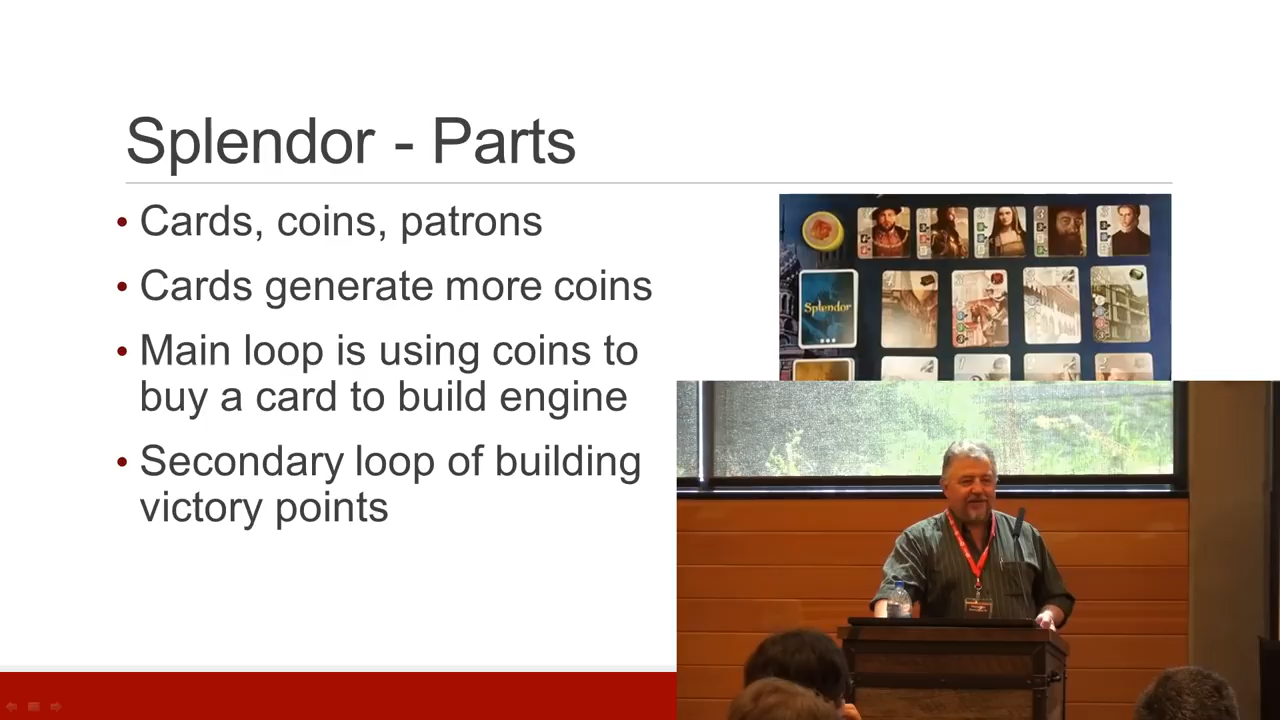 Splendor - Parts
• Cards, coins, patrons
• Cards generate more coins
• Main loop is using coins to
buy a card to build engine
• Secondary loop of building
victory points
Splendor